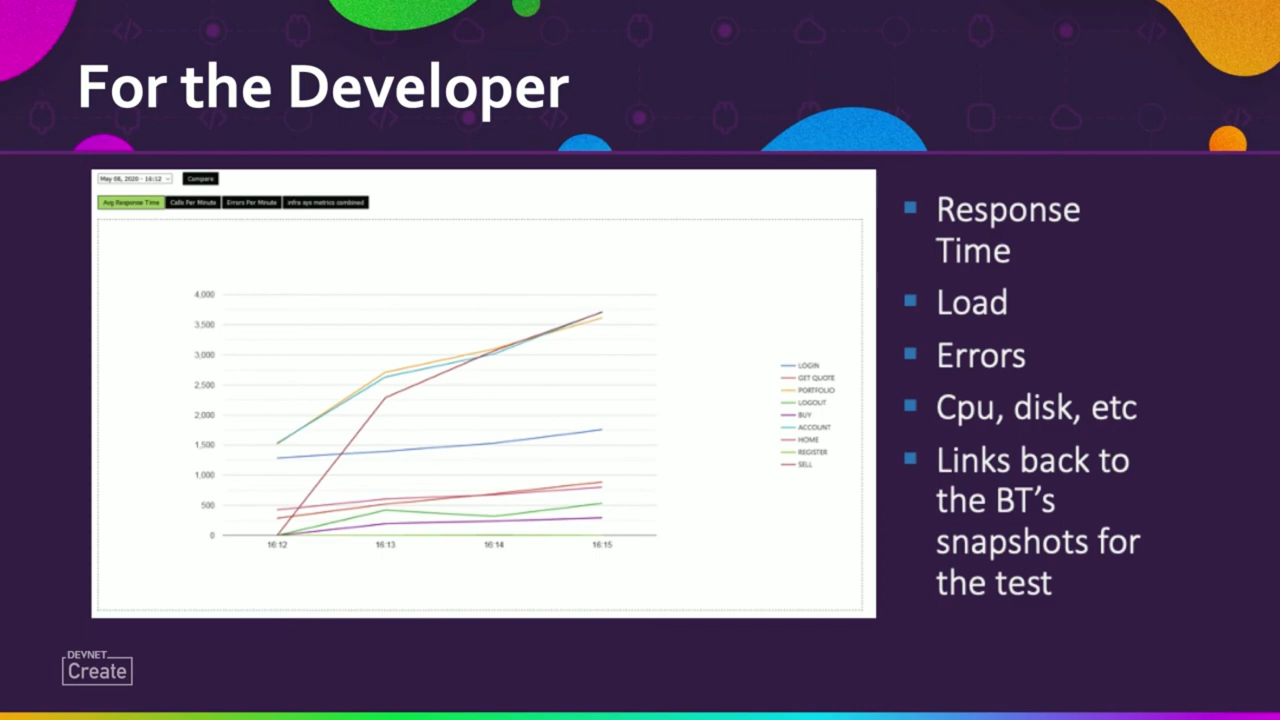 For the Developer
May 08, 2020 - 16:12
Compare
Avg Response Time
Calls Per Minute
Errors Per Minute
infra sys metrics combined
4,000
3,500
3,000
2,500
2,000
1,500
1,000
500
0
16:12
16:13
16:14
16:15
LOGIN
GET QUOTE
PORTFOLIO
LOGOUT
BUY
ACCOUNT
HOME
REGISTER
SELL
Response
Time
Load
Errors
Cpu, disk, etc
Links back to
the BT’s
snapshots for
the test
DEVNET
Create